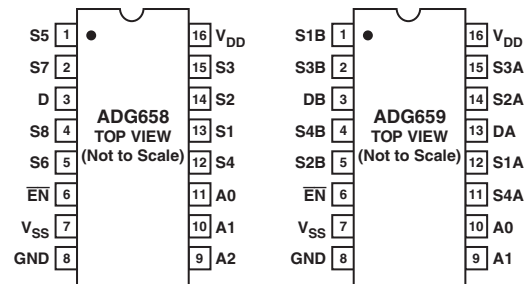 S5 1 16 VDD
S7 2 15 S3
D 3 14 S2
S8 4 13 S1
S6 5 12 S4
EN 6 11 A0
VSS 7 10 A1
GND 8 9 A2
ADG658
TOP VIEW
(Not to Scale)
S1B 1 16 VDD
S3B 2 15 S3A
DB 3 14 S2A
S4B 4 13 DA
S2B 5 12 S1A
EN 6 11 S4A
VSS 7 10 A0
GND 8 9 A1
ADG659
TOP VIEW
(Not to Scale)